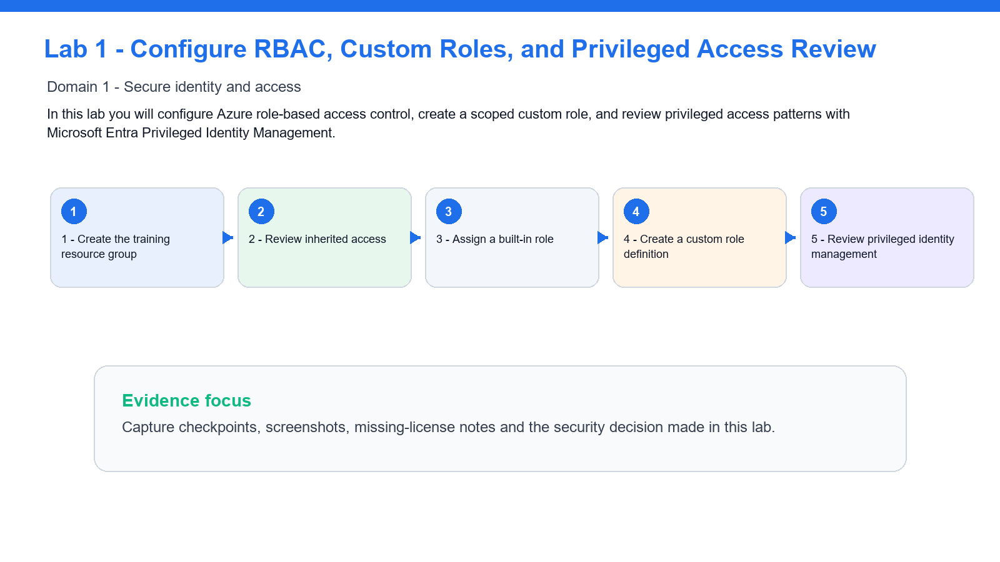 Lab 1 - Configure RBAC, Custom Roles, and Privileged Access Review
Domain 1 - Secure identity and access
In this lab you will configure Azure role-based access control, create a scoped custom role, and review privileged access patterns with
Microsoft Entra Privileged Identity Management.
1
1 - Create the training
resource group
2
2 - Review inherited access
3
3 - Assign a built-in role
4
4 - Create a custom role
definition
5
5 - Review privileged identity
management
Evidence focus
Capture checkpoints, screenshots, missing-license notes and the security decision made in this lab.